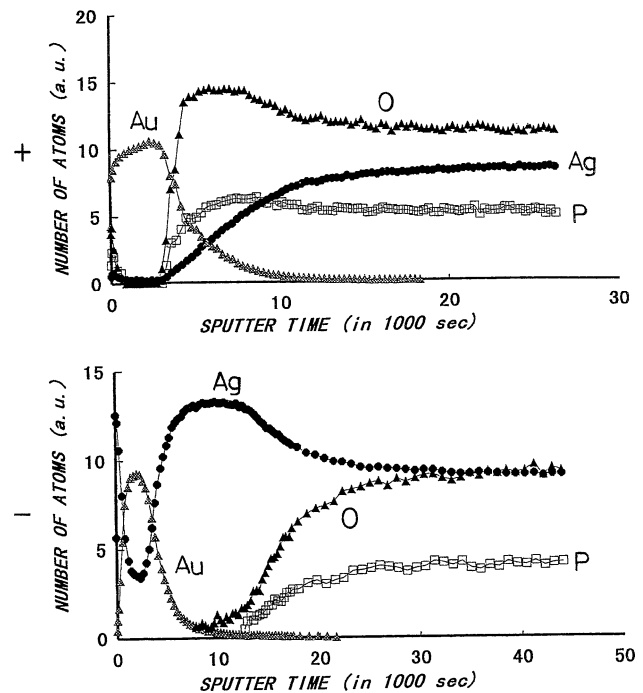 20
15
10
5
0
NUMBER OF ATOMS (a.u.)
+
Au
O
Ag
P
0
10
20
30
SPUTTER TIME (in 1000 sec)
15
10
5
0
NUMBER OF ATOMS (a.u.)
-
Ag
Au
O
P
0
10
20
30
40
50
SPUTTER TIME (in 1000 sec)